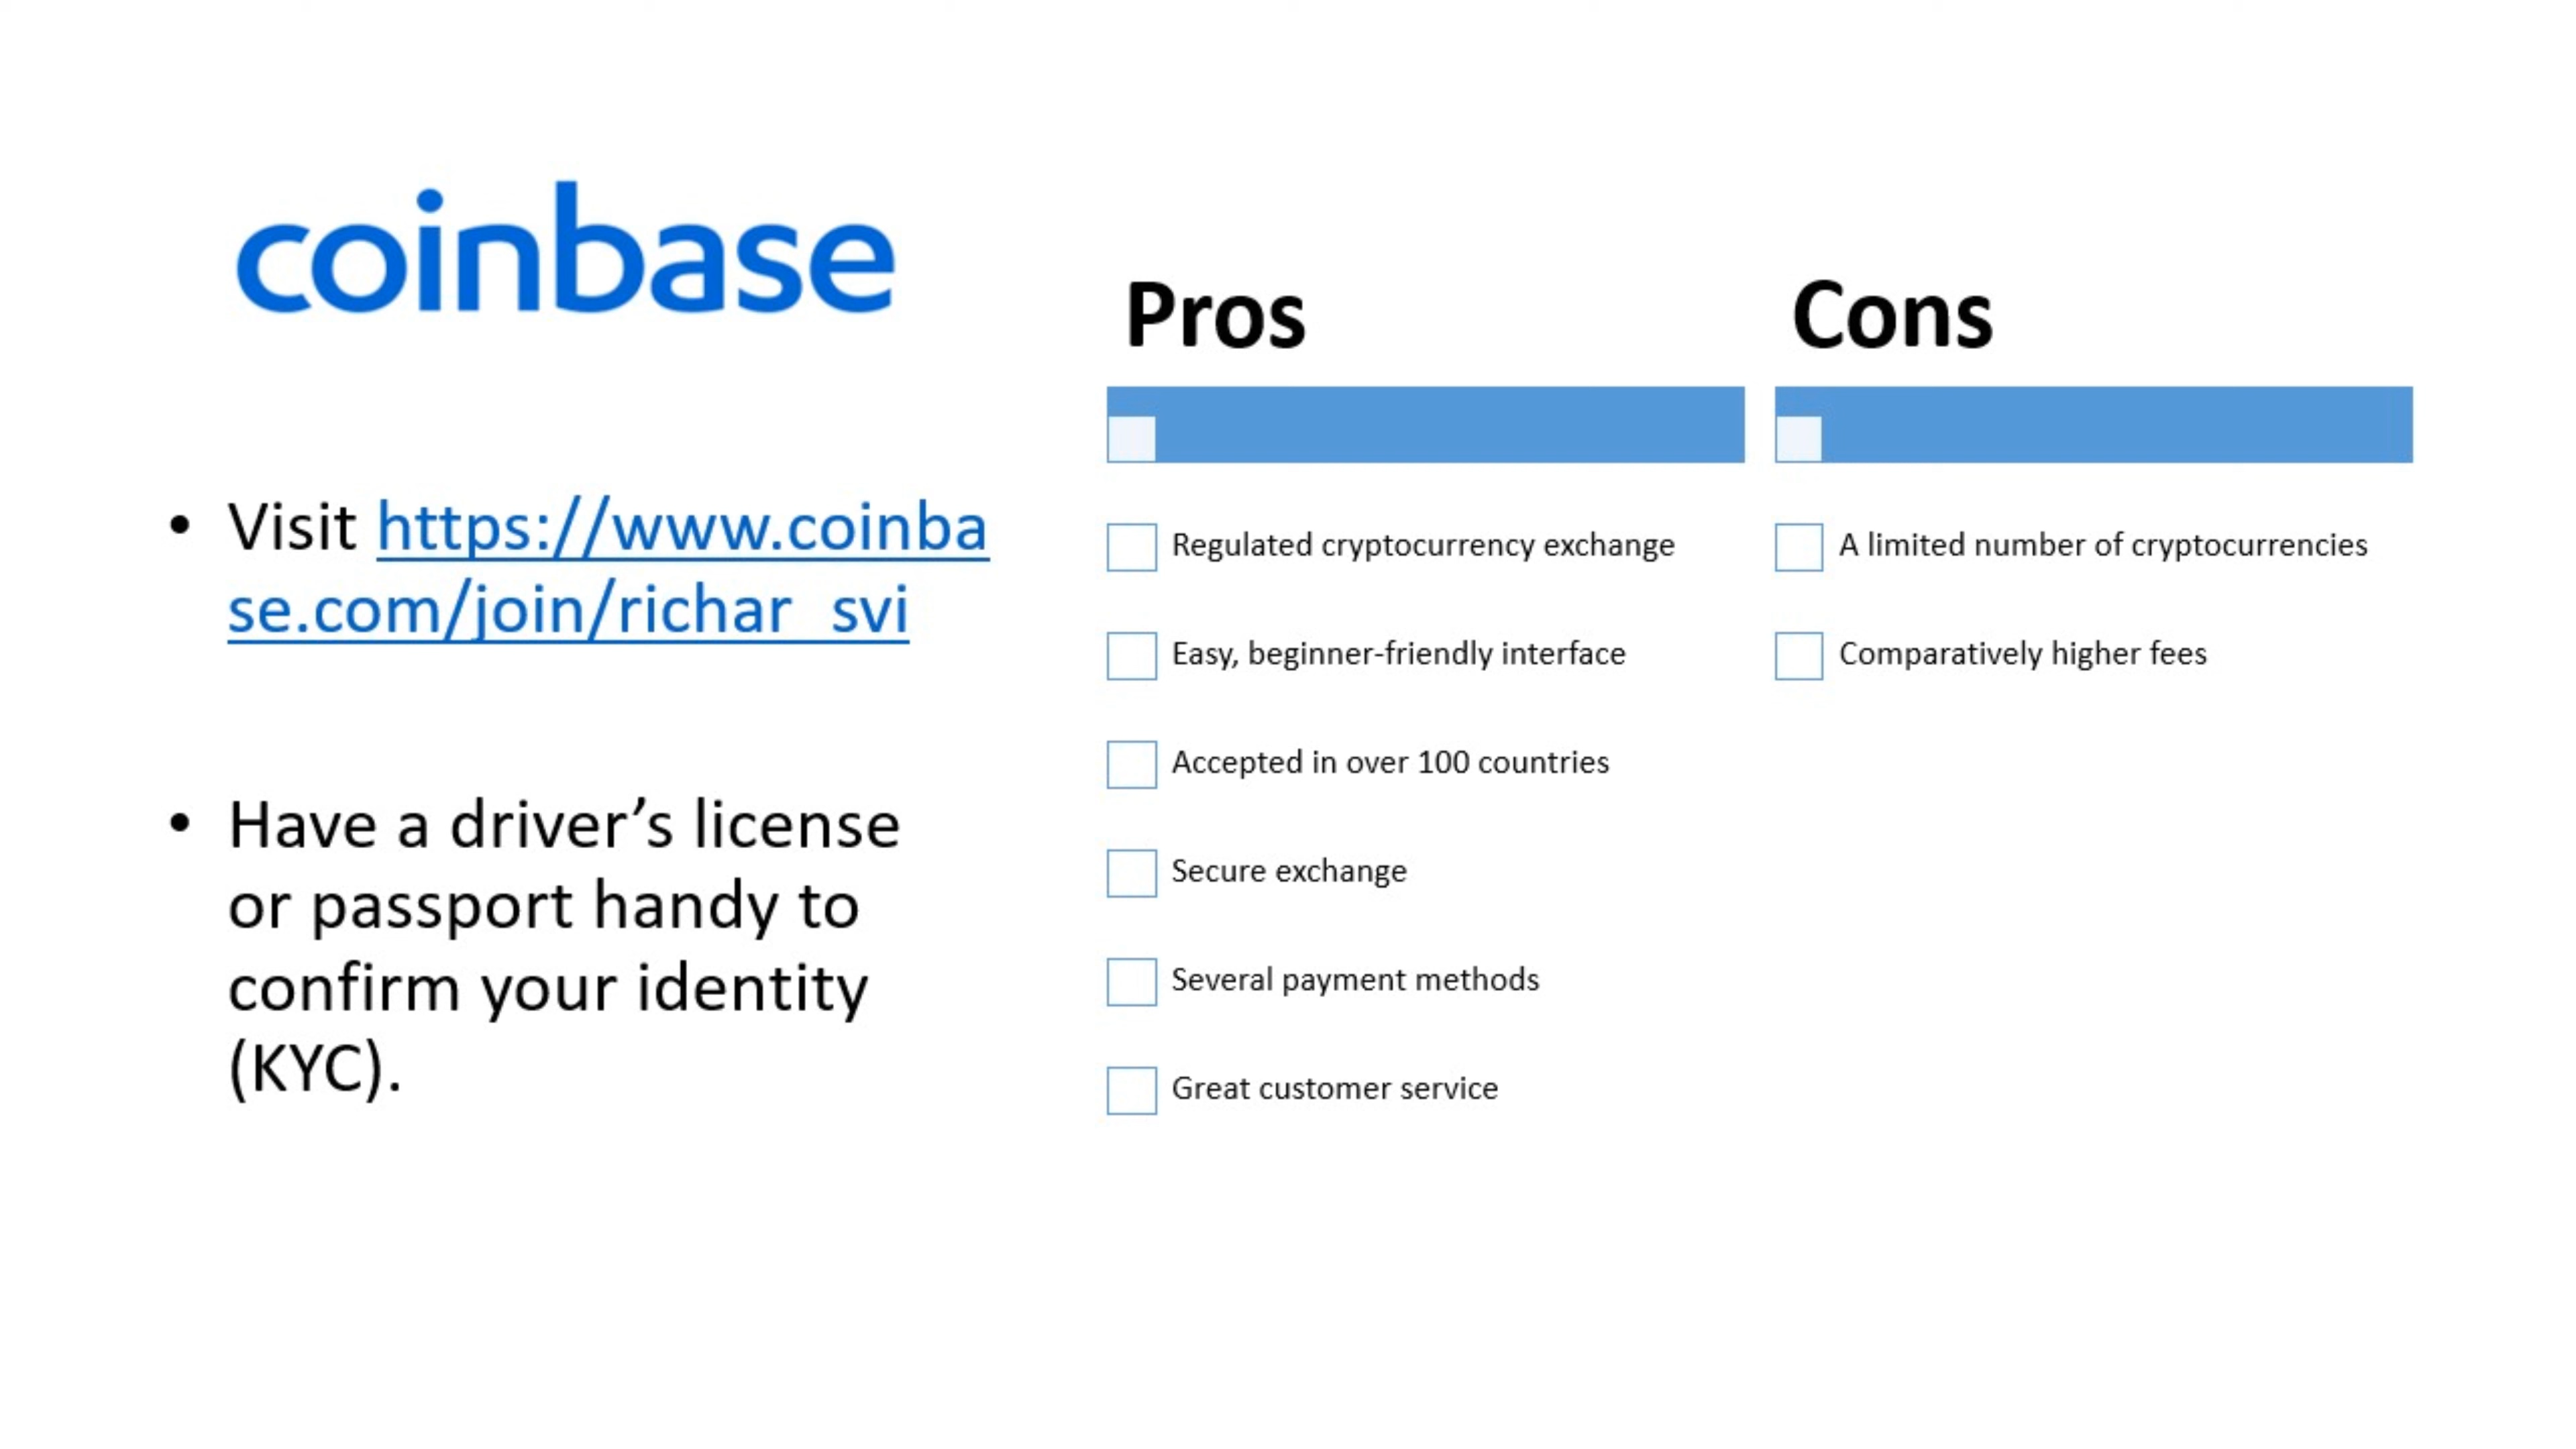 coinbase
• Visit https://www.coinba
se.com/join/richar_svi
• Have a driver’s license
or passport handy to
confirm your identity
(KYC).
Pros
Regulated cryptocurrency exchange
Easy, beginner-friendly interface
Accepted in over 100 countries
Secure exchange
Several payment methods
Great customer service
Cons
A limited number of cryptocurrencies
Comparatively higher fees